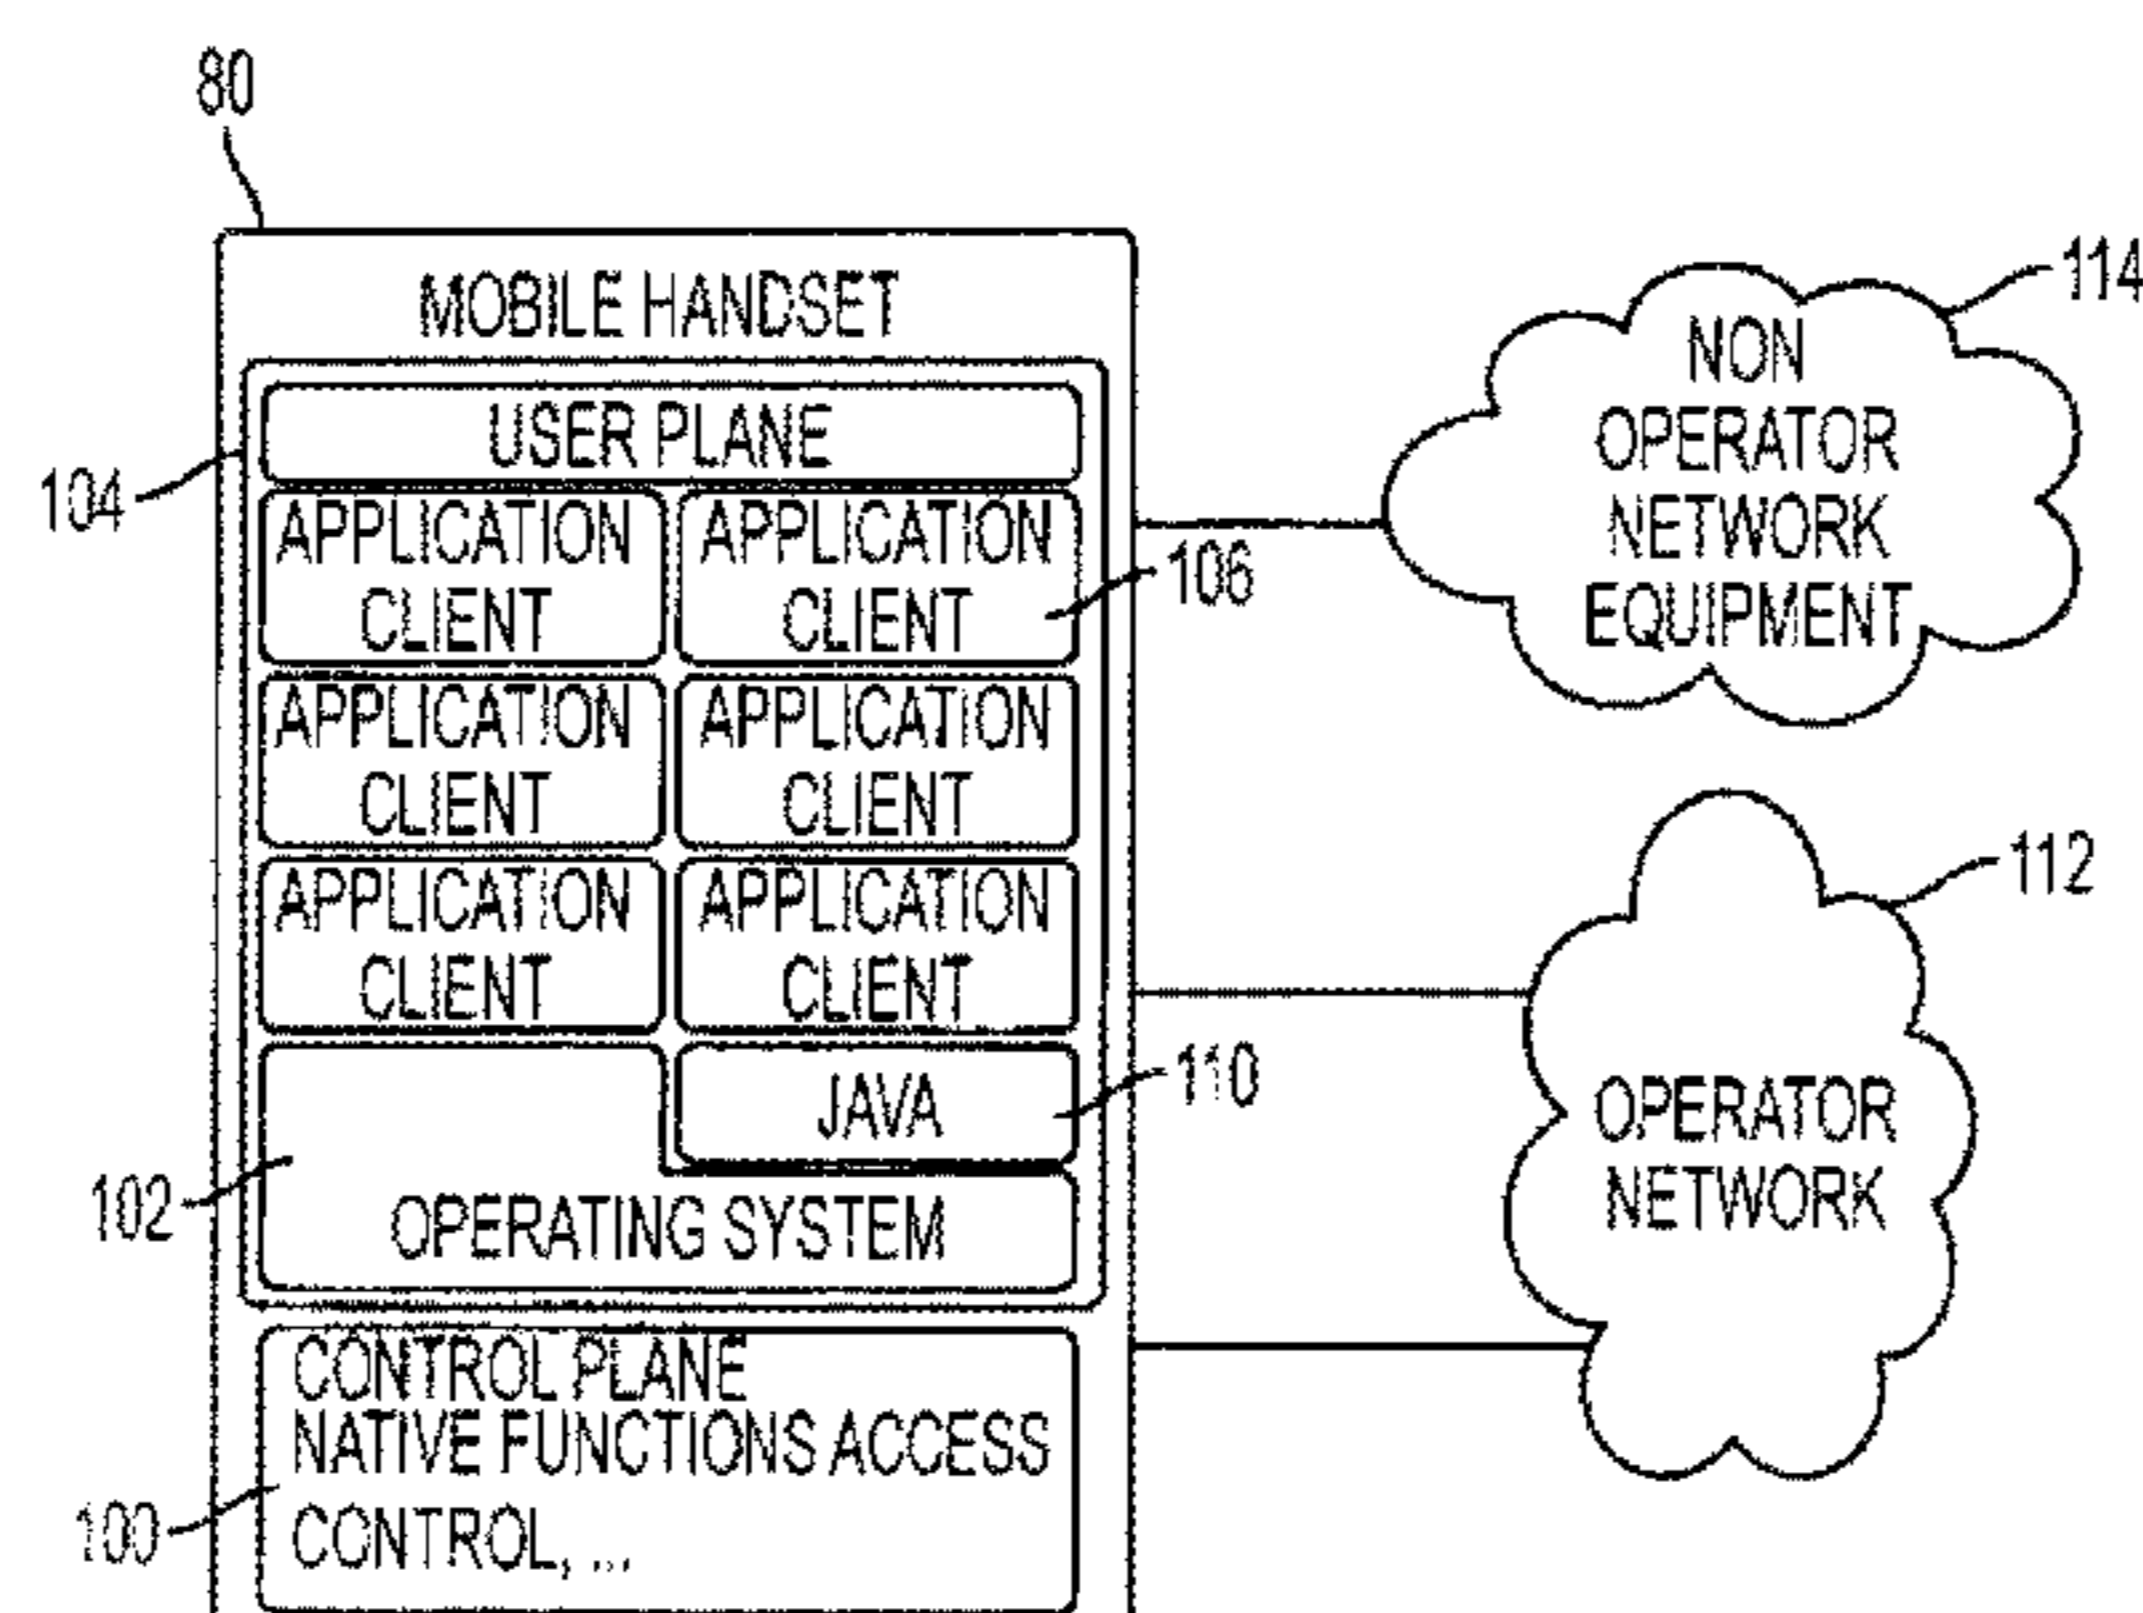 80
MOBILE HANDSET
USER PLANE
104
APPLICATION
CLIENT
APPLICATION
CLIENT
106
APPLICATION
CLIENT
APPLICATION
CLIENT
APPLICATION
CLIENT
APPLICATION
CLIENT
JAVA
110
102
OPERATING SYSTEM
CONTROL PLANE
NATIVE FUNCTIONS ACCESS
CONTROL, ...
100
114
NON
OPERATOR
NETWORK
EQUIPMENT
112
OPERATOR
NETWORK